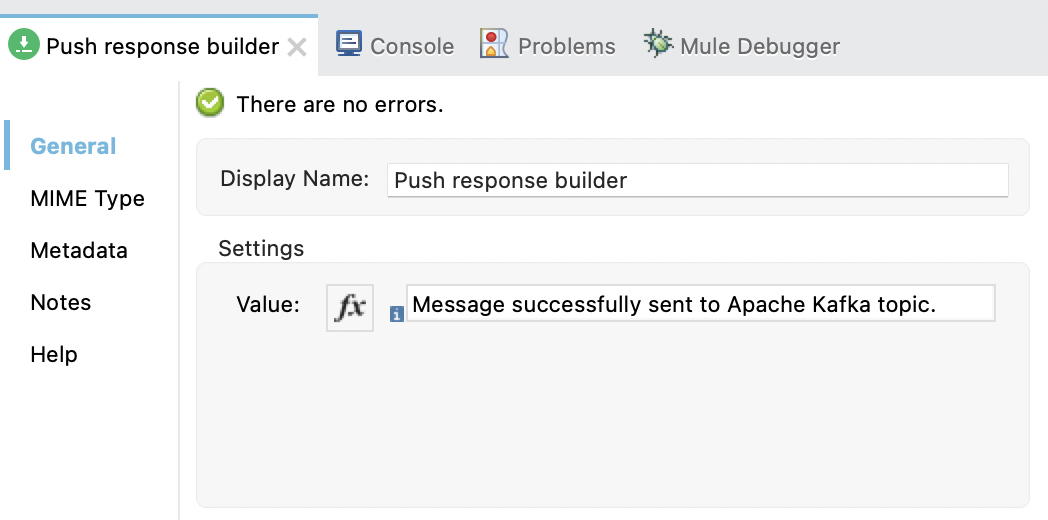 Push response builder
Console
Problems
Mule Debugger
There are no errors.
General
MIME Type
Metadata
Notes
Help
Display Name: Push response builder
Settings
Value: fx i Message successfully sent to Apache Kafka topic.